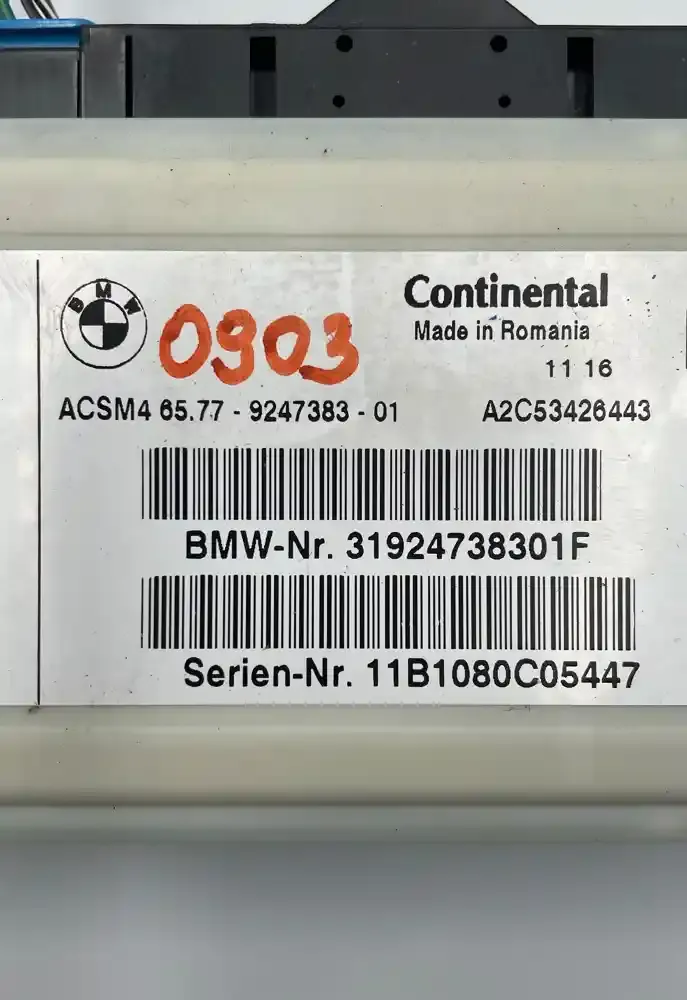 BMW
0903
Continental
Made in Romania
11 16
ACSM4 65.77 - 9247383 - 01
A2C53426443
BMW-Nr. 31924738301F
Serien-Nr. 11B1080C05447